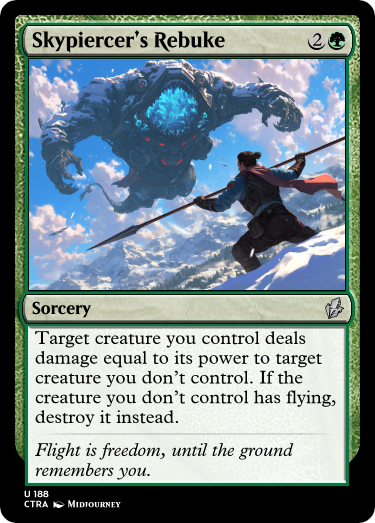 Skypiercer's Rebuke 2
Sorcery
Target creature you control deals
damage equal to its power to target
creature you don't control. If the
creature you don't control has flying,
destroy it instead.
Flight is freedom, until the ground
remembers you.
U 188
CTRA Midjourney